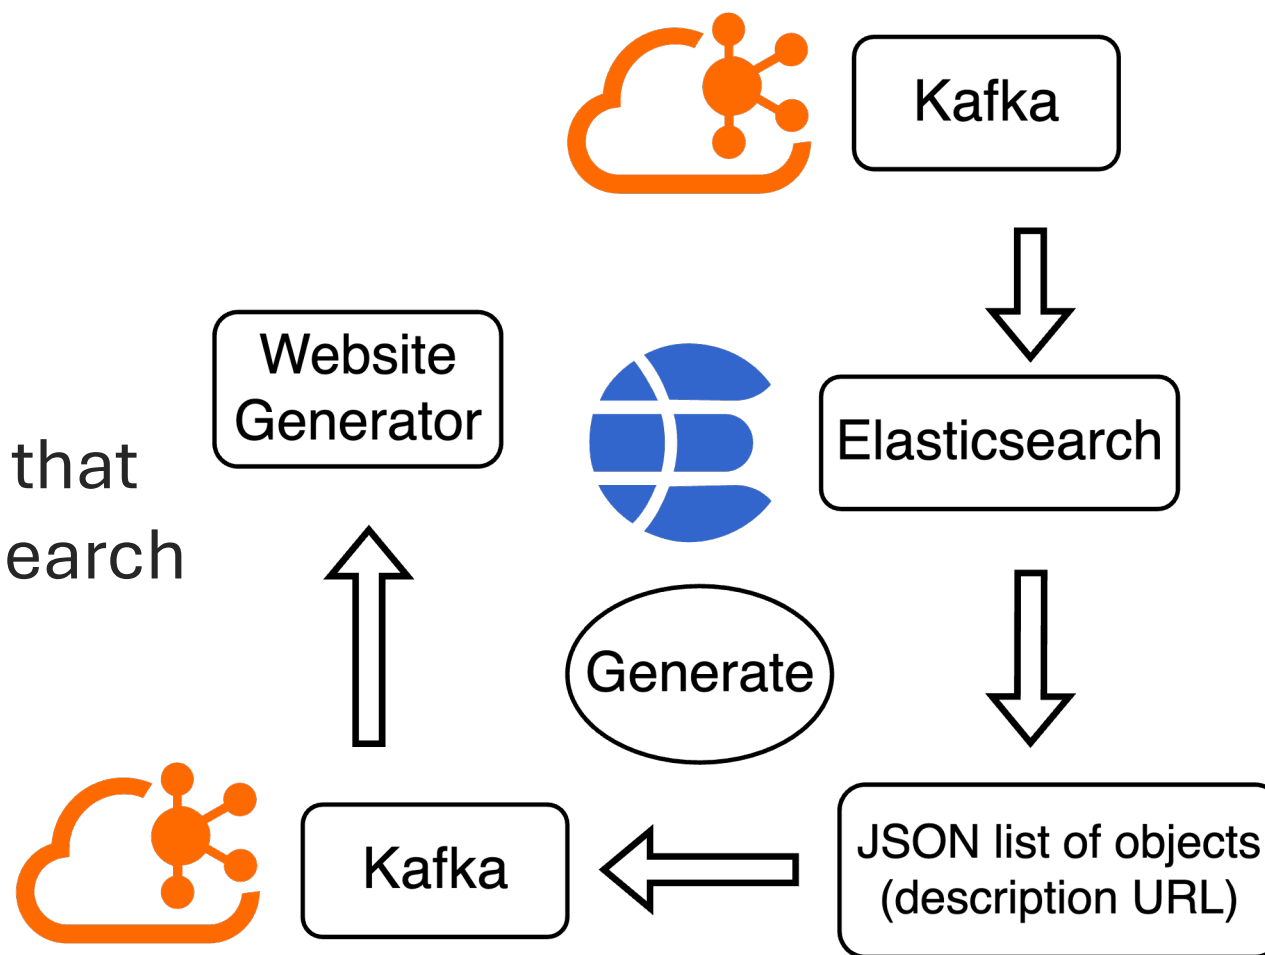 Kafka
Website
Generator
that
earch
Elasticsearch
Generate
Kafka
JSON list of objects
(description URL)